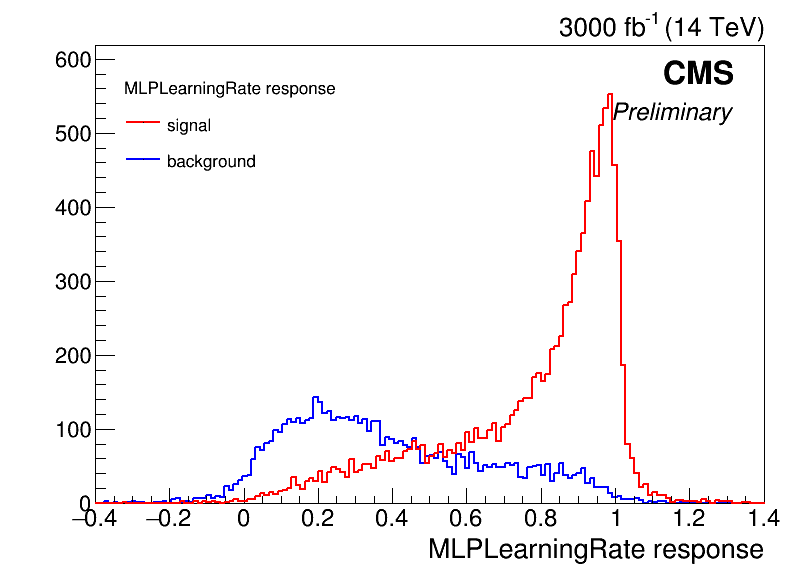 3000 fb-1 (14 TeV)
CMS
Preliminary
MLPLearningRate response
signal
background
600
500
400
300
200
100
0
−0.4 −0.2 0 0.2 0.4 0.6 0.8 1 1.2 1.4
MLPLearningRate response